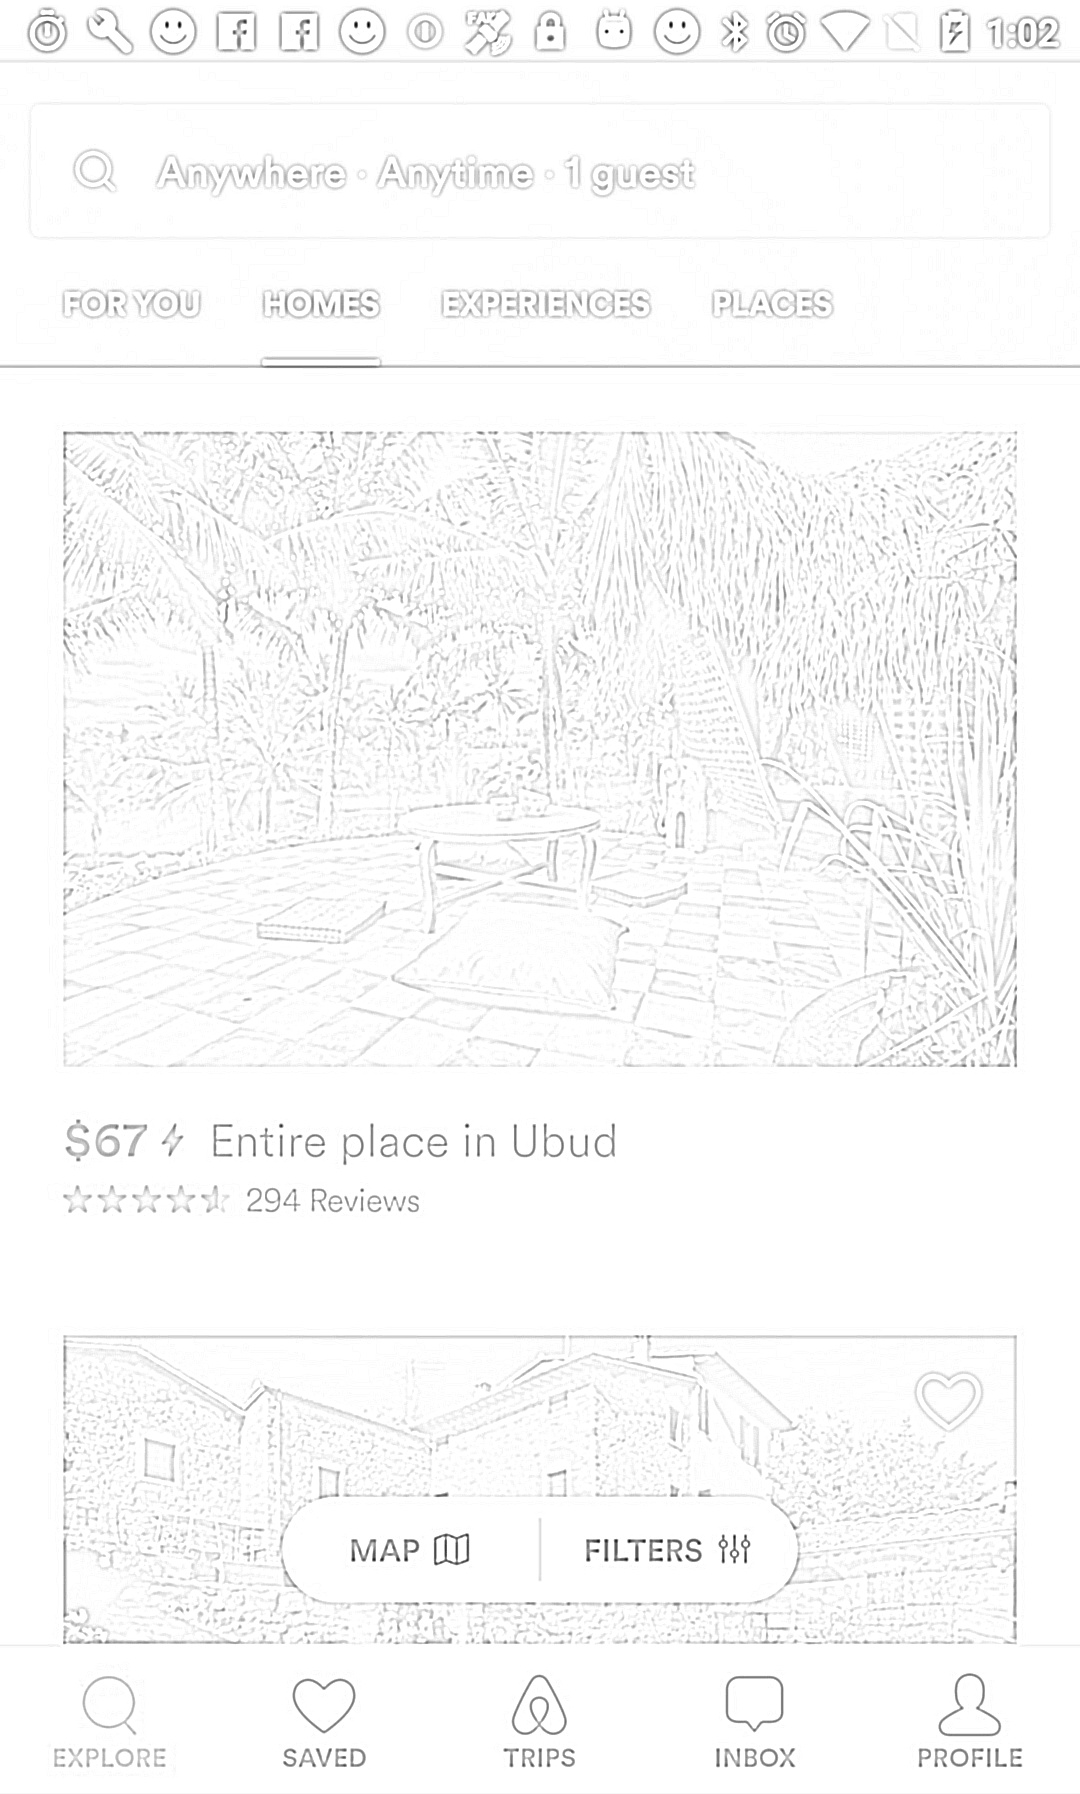 1:02
Anywhere · Anytime · 1 guest
FOR YOU HOMES EXPERIENCES PLACES
$67 Entire place in Ubud
294 Reviews
MAP FILTERS
EXPLORE SAVED TRIPS INBOX PROFILE